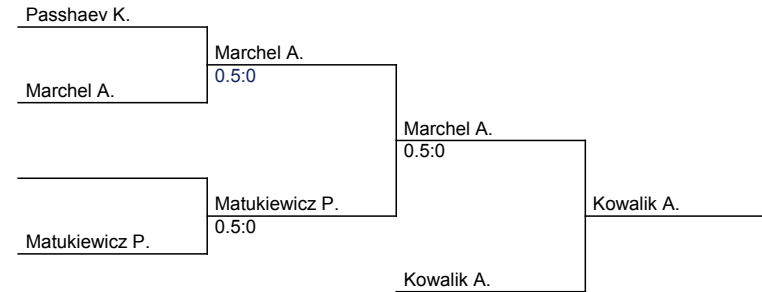 Passhaev K.
Marchel A.
0.5:0
Marchel A.
Marchel A.
0.5:0
Matukiewicz P.
0.5:0
Kowalik A.
Matukiewicz P.
Kowalik A.